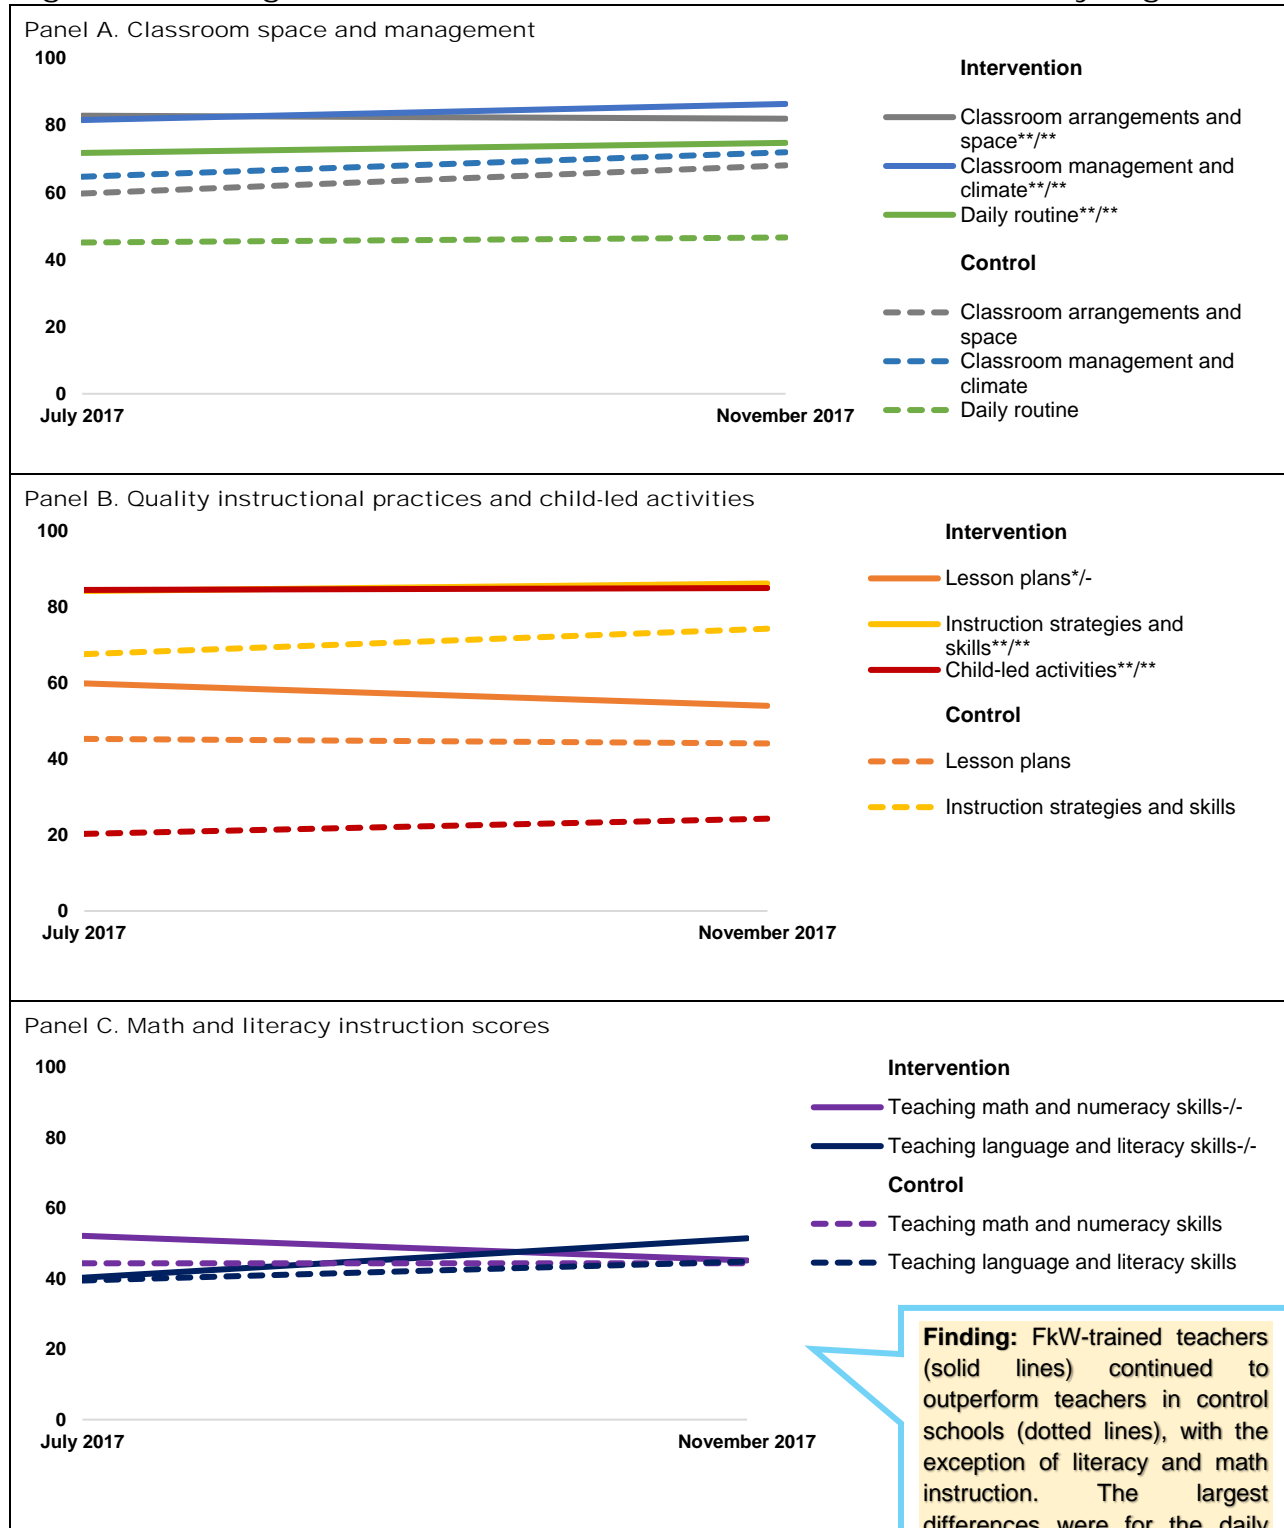 Panel A. Classroom space and management
100
80
60
40
20
0
July 2017
November 2017
Intervention
Classroom arrangements and
space**/**
Classroom management and
climate**/**
Daily routine**/**
Control
Classroom arrangements and
space
Classroom management and
climate
Daily routine
Panel B. Quality instructional practices and child-led activities
100
80
60
40
20
0
July 2017
November 2017
Intervention
Lesson plans*/-
Instruction strategies and
skills**/**
Child-led activities**/**
Control
Lesson plans
Instruction strategies and skills
Panel C. Math and literacy instruction scores
100
80
60
40
20
0
July 2017
November 2017
Intervention
Teaching math and numeracy skills-/-
Teaching language and literacy skills-/-
Control
Teaching math and numeracy skills
Teaching language and literacy skills
Finding: FkW-trained teachers
(solid lines) continued to
outperform teachers in control
schools (dotted lines), with the
exception of literacy and math
instruction. The largest
differences were for the daily